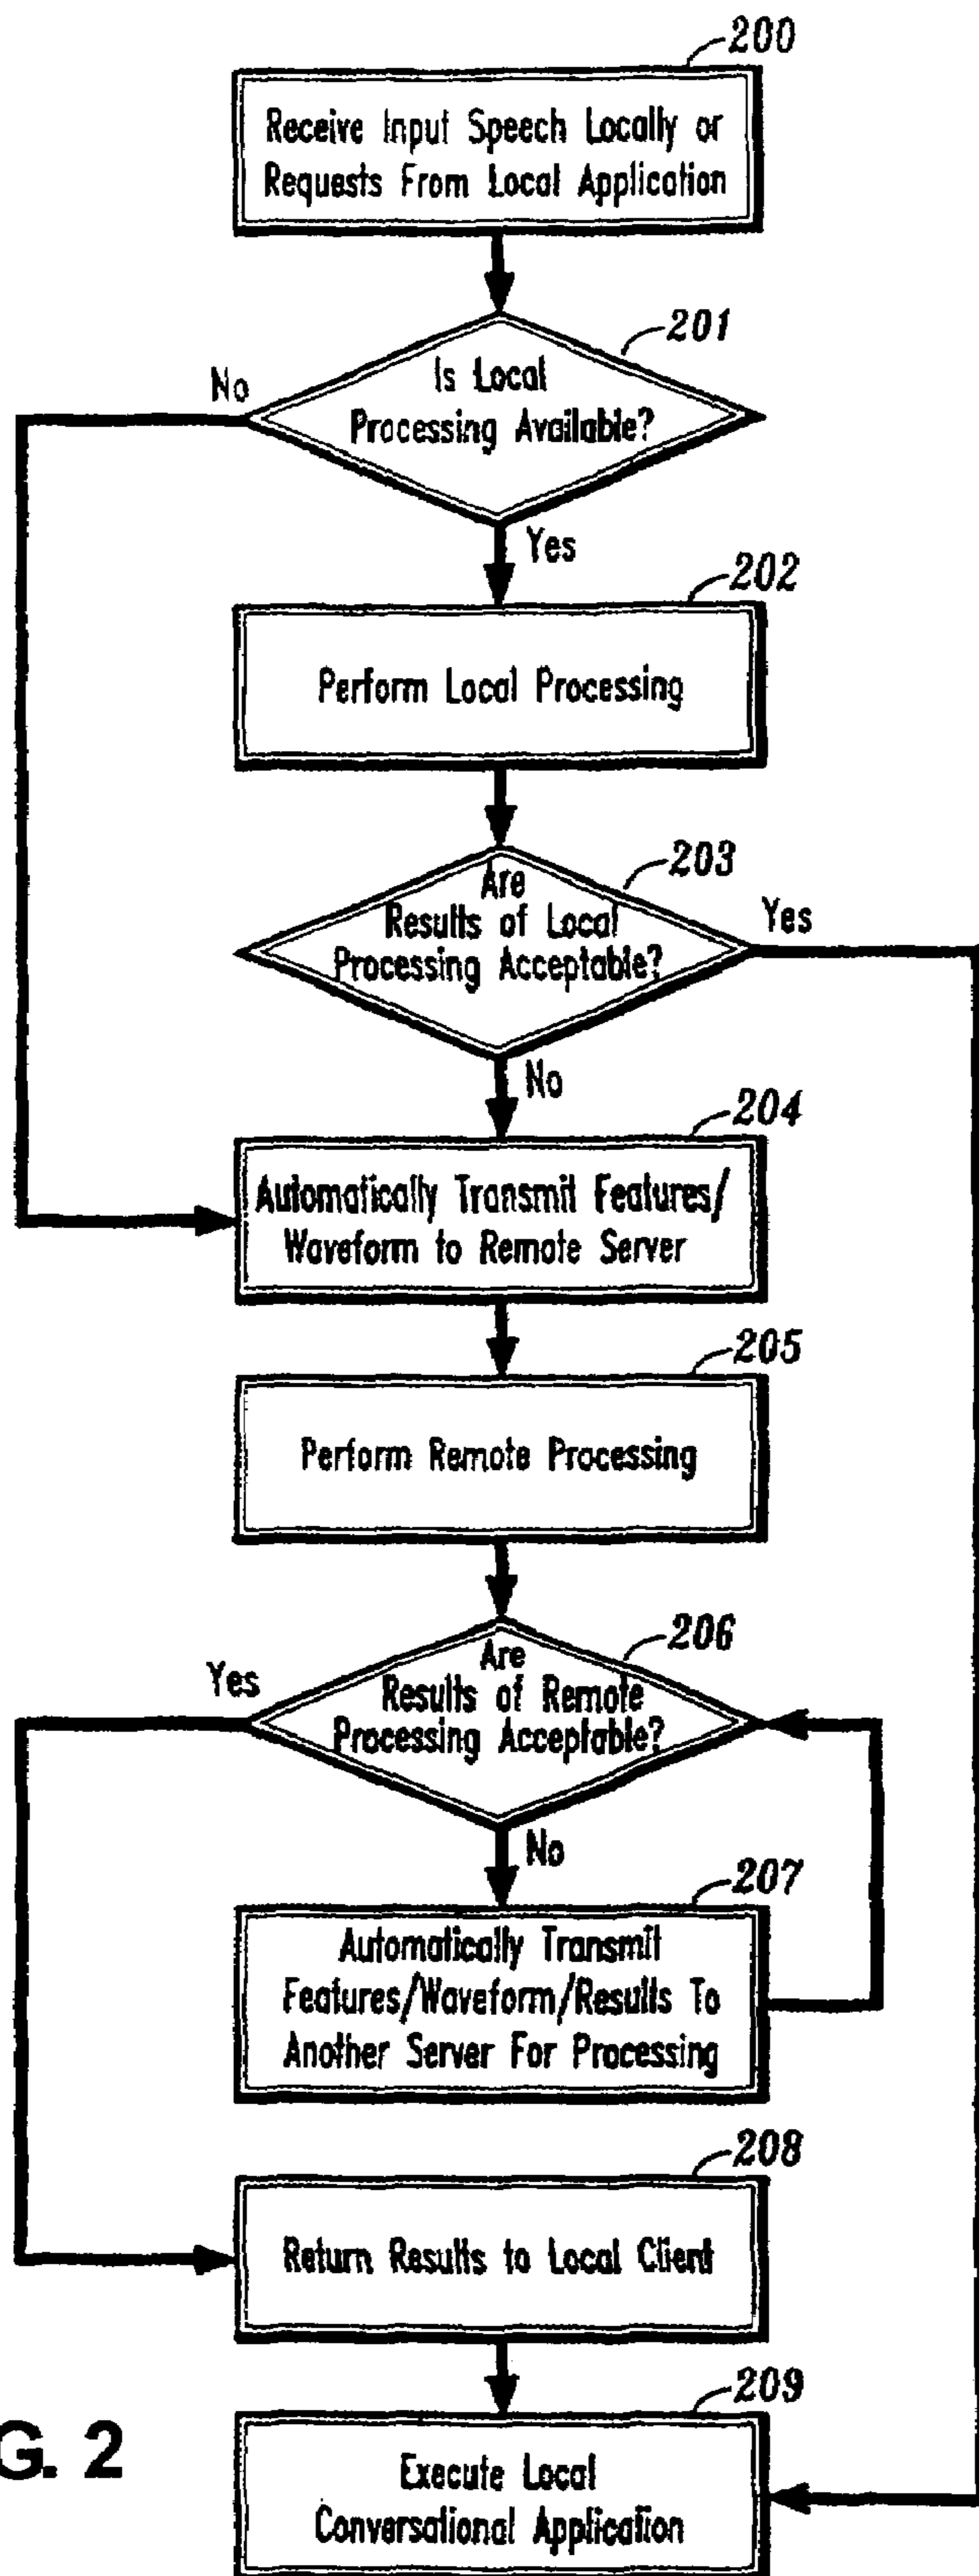 200
Receive Input Speech Locally or
Requests From Local Application
201
No
Is Local
Processing Available?
Yes
202
Perform Local Processing
203
Are
Results of Local
Processing Acceptable?
Yes
No
204
Automatically Transmit Features/
Waveform to Remote Server
205
Perform Remote Processing
206
Yes
Are
Results of Remote
Processing Acceptable?
No
207
Automatically Transmit
Features/Waveform/Results To
Another Server For Processing
208
Return Results to Local Client
209
Execute Local
Conversational Application
G. 2